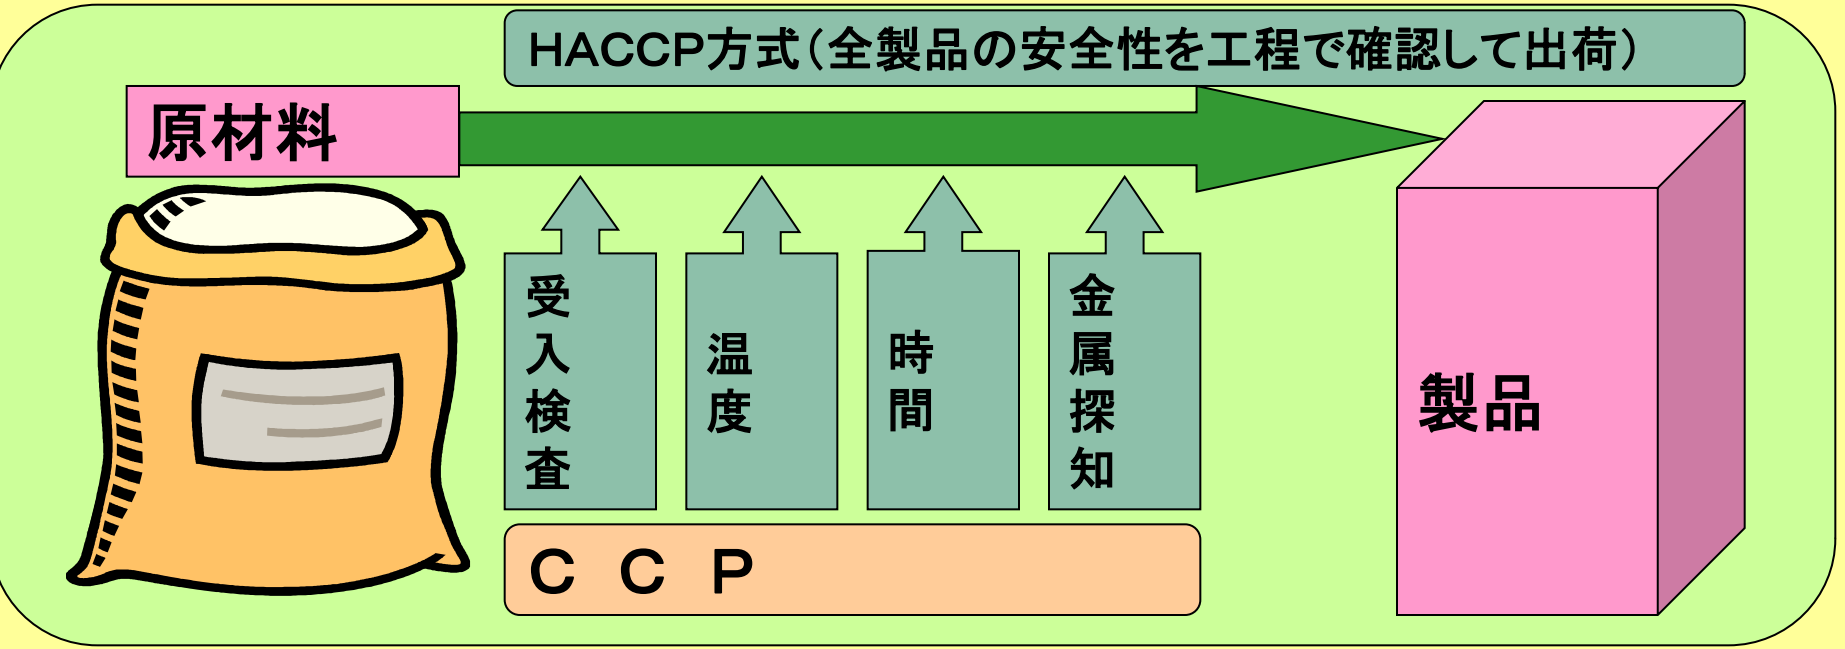 HACCP方式(全製品の安全性を工程で確認して出荷)
原材料
受入検査
温度
時間
金属探知
製品
CCP